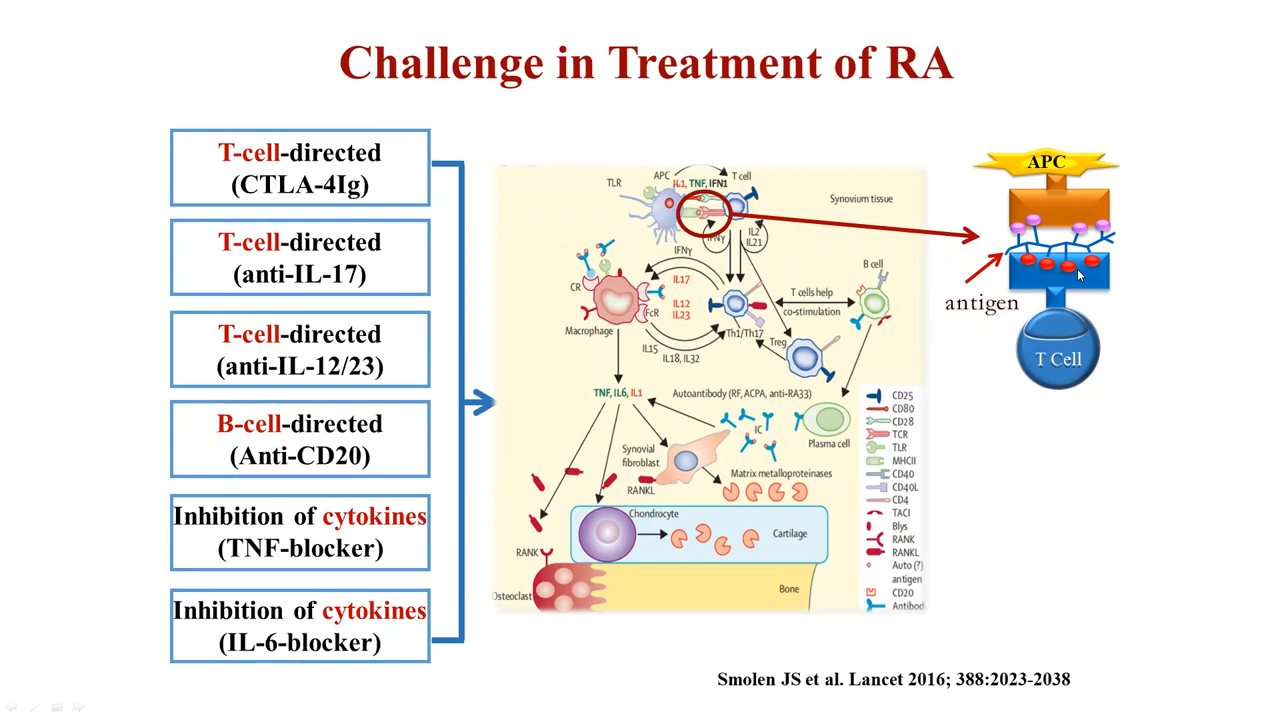 Challenge in Treatment of RA
T-cell-directed
(CTLA-4Ig)
T-cell-directed
(anti-IL-17)
T-cell-directed
(anti-IL-12/23)
B-cell-directed
(Anti-CD20)
Inhibition of cytokines
(TNF-blocker)
Inhibition of cytokines
(IL-6-blocker)
APC
T cell
TLR
IL1, TNF, IFN1
Synovium tissue
IFNγ
IL2
IL21
IFNγ
B cell
CR
IL17
T cells help
co-stimulation
IL12
IL23
FcR
Macrophage
Th1/Th17
Treg
IL15
IL18, IL32
TNF, IL6, IL1
Autoantibody (RF, ACPA, anti-RA33)
IC
Plasma cell
Synovial
fibroblast
RANKL
Matrix metalloproteinases
Chondrocyte
Cartilage
RANK
Osteoclast
Bone
CD25
CD80
CD28
TCR
TLR
MHCII
CD40
CD40L
CD4
TACI
Blys
RANK
RANKL
Auto (?)
antigen
CD20
Antibod
APC
antigen
T Cell
Smolen JS et al. Lancet 2016; 388:2023-2038